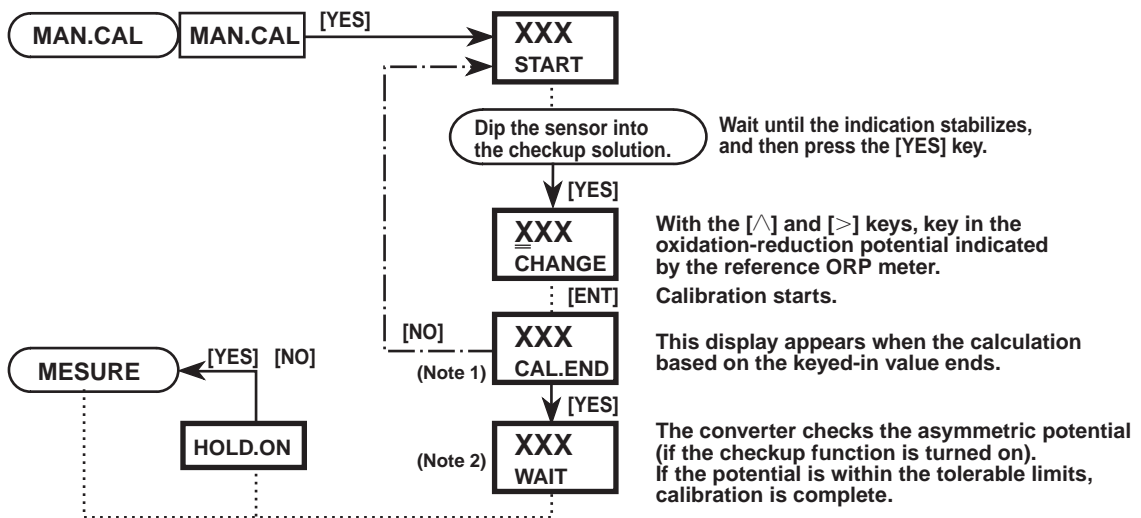 MAN.CAL
MAN.CAL
[YES]
XXX
START
Dip the sensor into
the checkup solution.
Wait until the indication stabilizes,
and then press the [YES] key.
[YES]
XXX
CHANGE
With the [∧] and [>] keys, key in the
oxidation-reduction potential indicated
by the reference ORP meter.
[ENT]
Calibration starts.
[NO]
(Note 1)
XXX
CAL.END
This display appears when the calculation
based on the keyed-in value ends.
[YES]
(Note 2)
XXX
WAIT
The converter checks the asymmetric potential
(if the checkup function is turned on).
If the potential is within the tolerable limits,
calibration is complete.
MESURE
[YES] [NO]
HOLD.ON